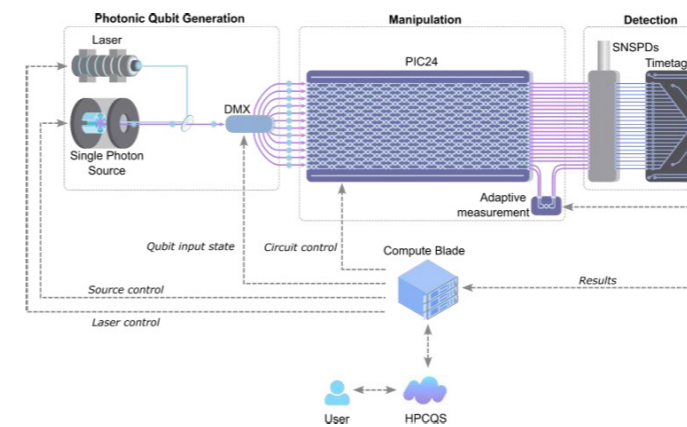 Photonic Qubit Generation
Manipulation
Detection
Laser
PIC24
SNSPDs
Timetag
DMX
Single Photon
Source
Adaptive
measurement
Qubit input state
Circuit control
Compute Blade
Source control
Results
Laser control
User
HPCQS